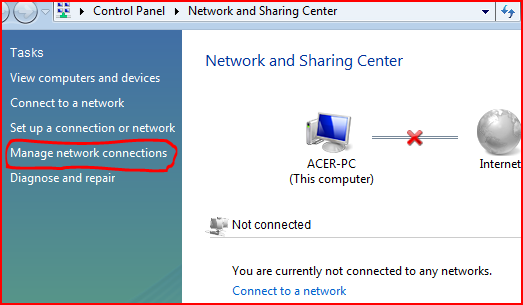 Control Panel ▸ Network and Sharing Center
Tasks
View computers and devices
Connect to a network
Set up a connection or network
Manage network connections
Diagnose and repair
Network and Sharing Center
ACER-PC
(This computer)
Internet
Not connected
You are currently not connected to any networks.
Connect to a network